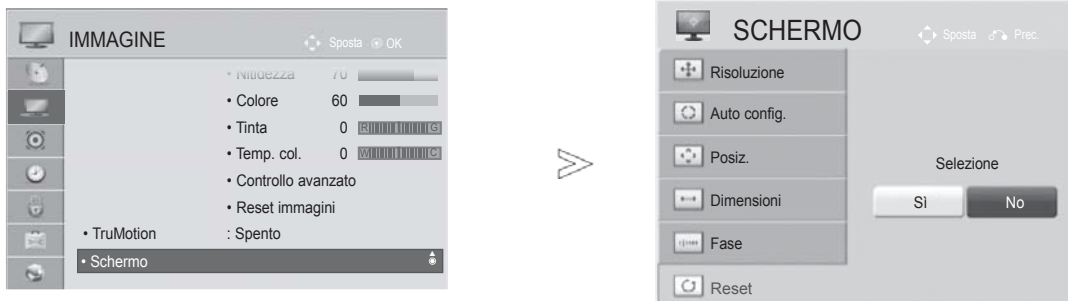 IMMAGINE
Sposta OK
• Nitidezza 70
• Colore 60
• Tinta 0 R G
• Temp. col. 0 W C
• Controllo avanzato
• Reset immagini
• TruMotion : Spento
• Schermo
SCHERMO
Sposta Prec.
Risoluzione
Auto config.
Posiz.
Dimensioni
Fase
Reset
Selezione
Sì No